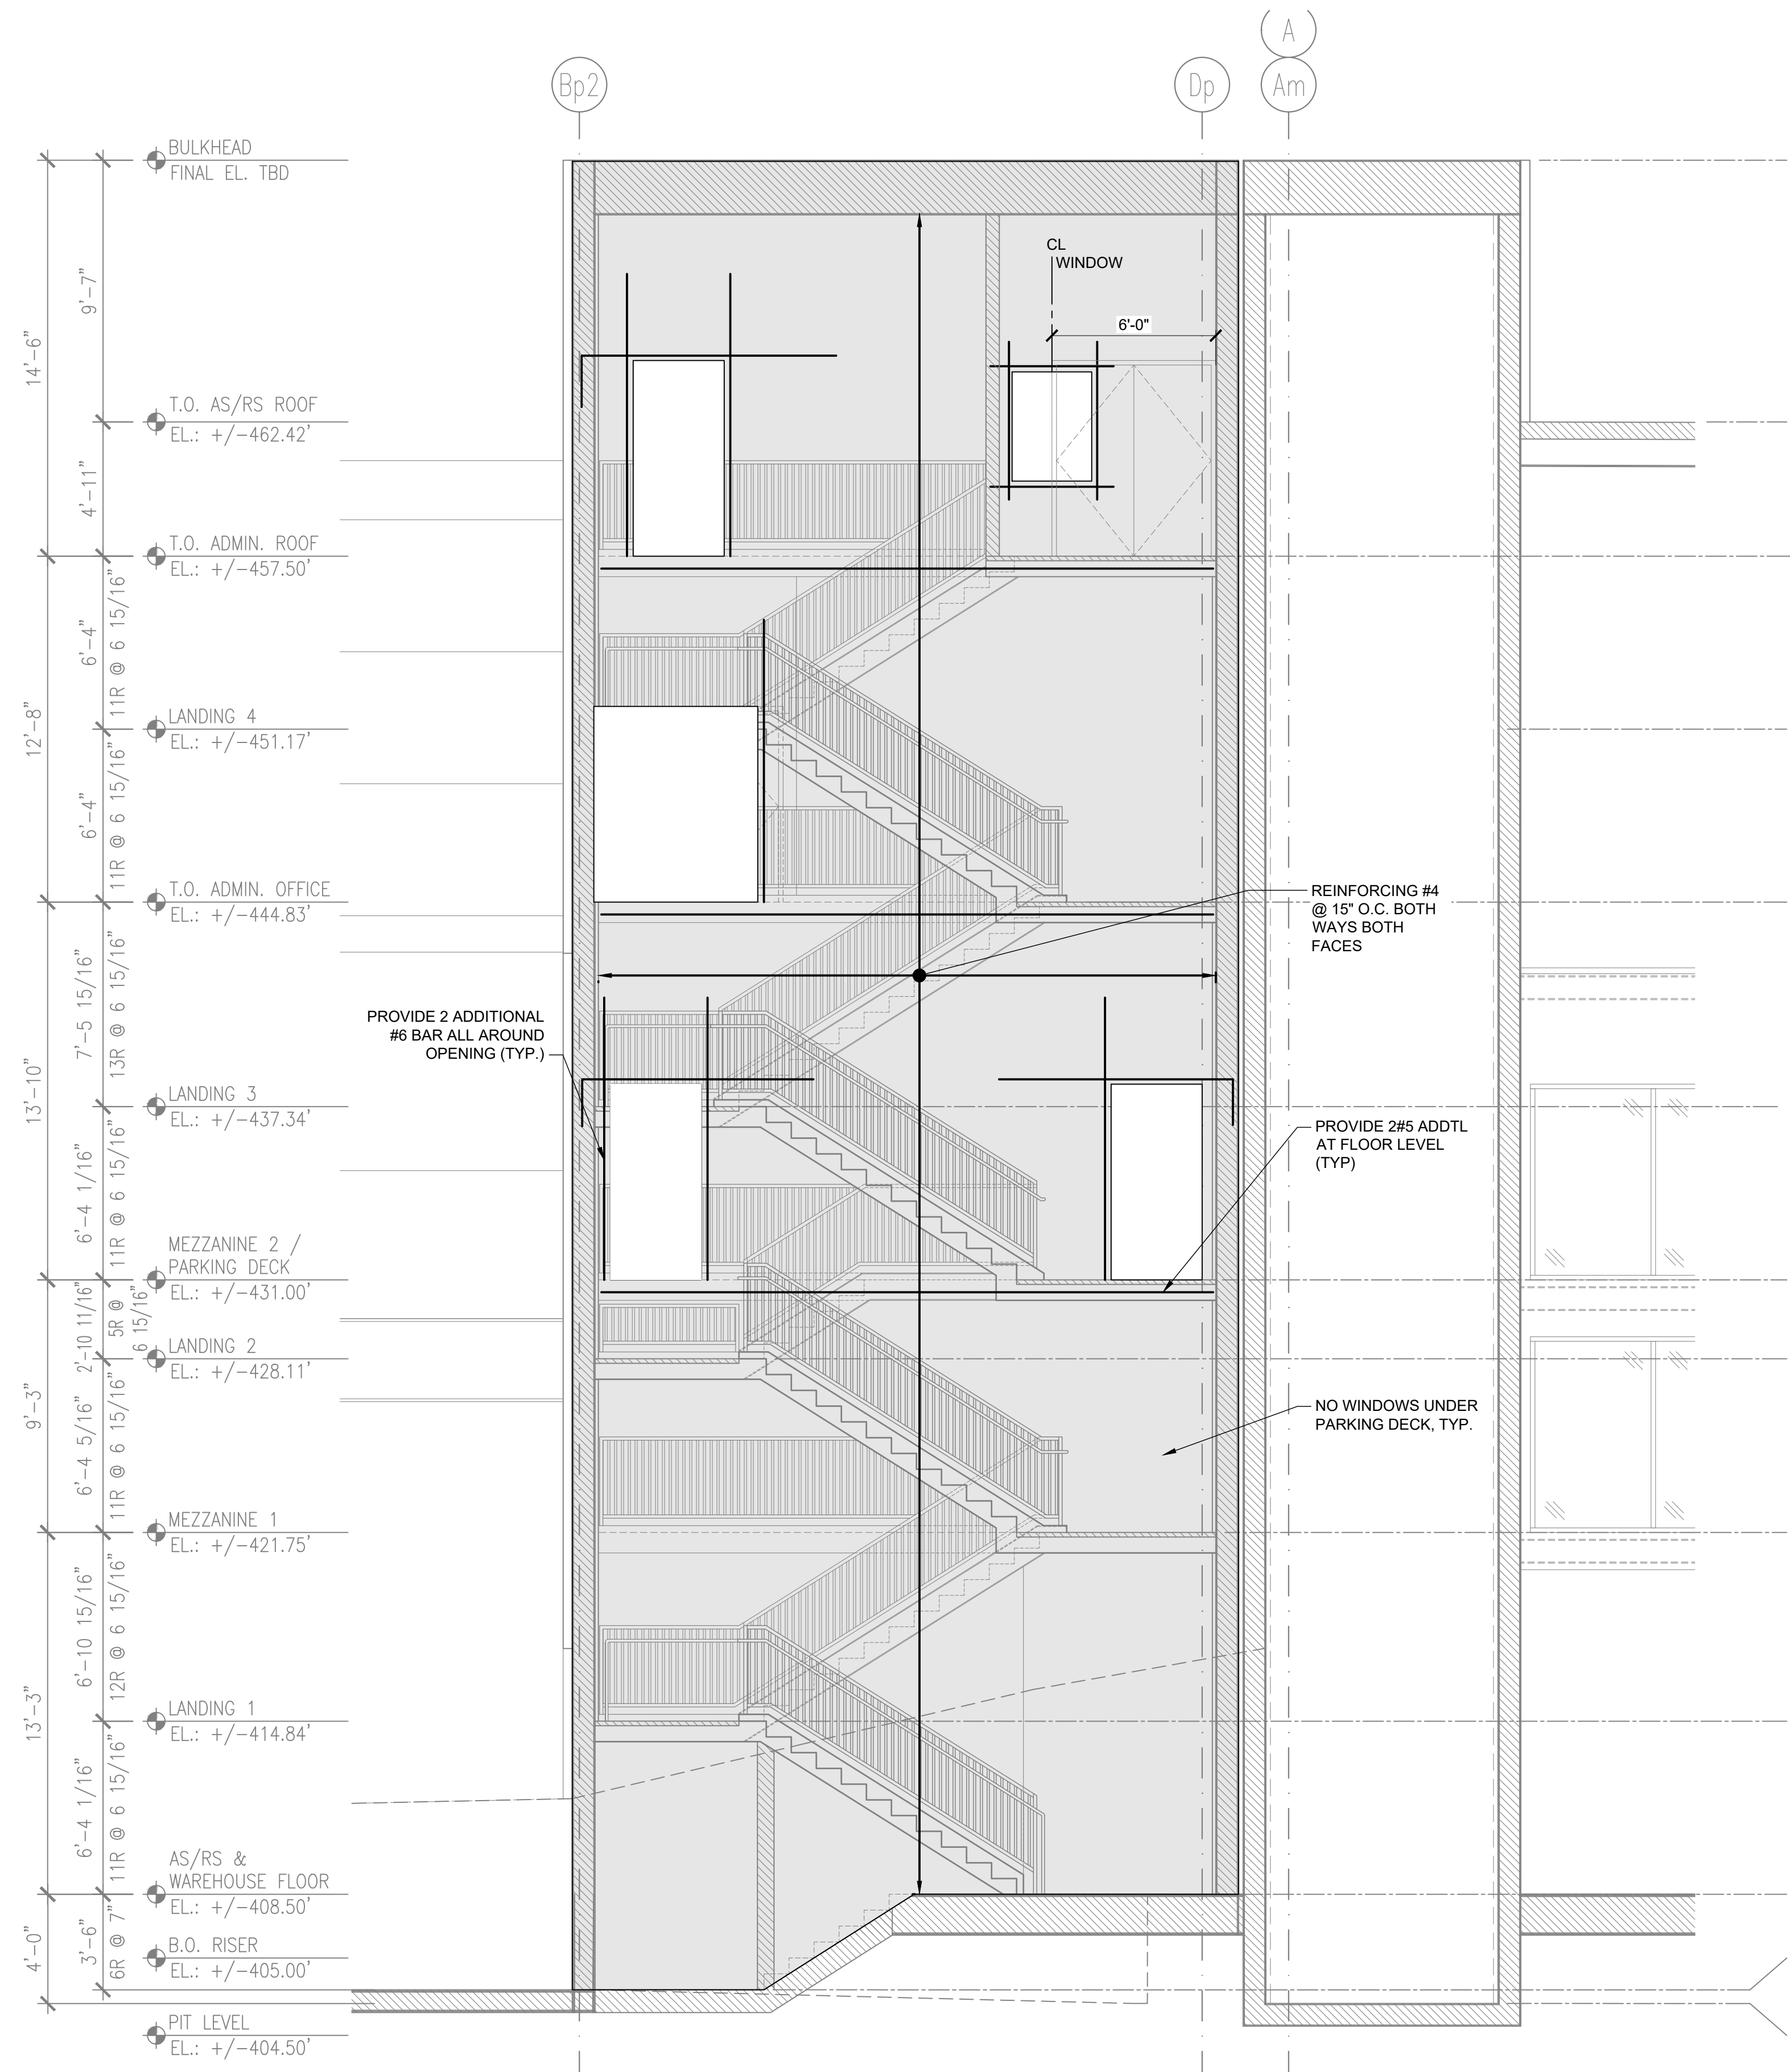 A
Bp2
Dp
Am
BULKHEAD
FINAL EL. TBD
9'-7"
14'-6"
CL
WINDOW
6'-0"
T.O. AS/RS ROOF
EL.: +/-462.42'
4'-11"
T.O. ADMIN. ROOF
EL.: +/-457.50'
6'-4"
11R @ 6 15/16"
12'-8"
LANDING 4
EL.: +/-451.17'
6'-4"
11R @ 6 15/16"
T.O. ADMIN. OFFICE
EL.: +/-444.83'
REINFORCING #4
@ 15" O.C. BOTH
WAYS BOTH
FACES
7'-5 15/16"
13R @ 6 15/16"
PROVIDE 2 ADDITIONAL
#6 BAR ALL AROUND
OPENING (TYP.)
13'-10"
LANDING 3
EL.: +/-437.34'
PROVIDE 2#5 ADDTL
AT FLOOR LEVEL
(TYP)
6'-4 1/16"
11R @ 6 15/16"
MEZZANINE 2 /
PARKING DECK
EL.: +/-431.00'
2'-10 11/16"
5R @
6 15/16"
LANDING 2
EL.: +/-428.11'
9'-3"
6'-4 5/16"
11R @ 6 15/16"
NO WINDOWS UNDER
PARKING DECK, TYP.
MEZZANINE 1
EL.: +/-421.75'
6'-10 15/16"
12R @ 6 15/16"
13'-3"
LANDING 1
EL.: +/-414.84'
6'-4 1/16"
11R @ 6 15/16"
AS/RS &
WAREHOUSE FLOOR
EL.: +/-408.50'
4'-0"
3'-6"
6R @ 7"
B.O. RISER
EL.: +/-405.00'
PIT LEVEL
EL.: +/-404.50'